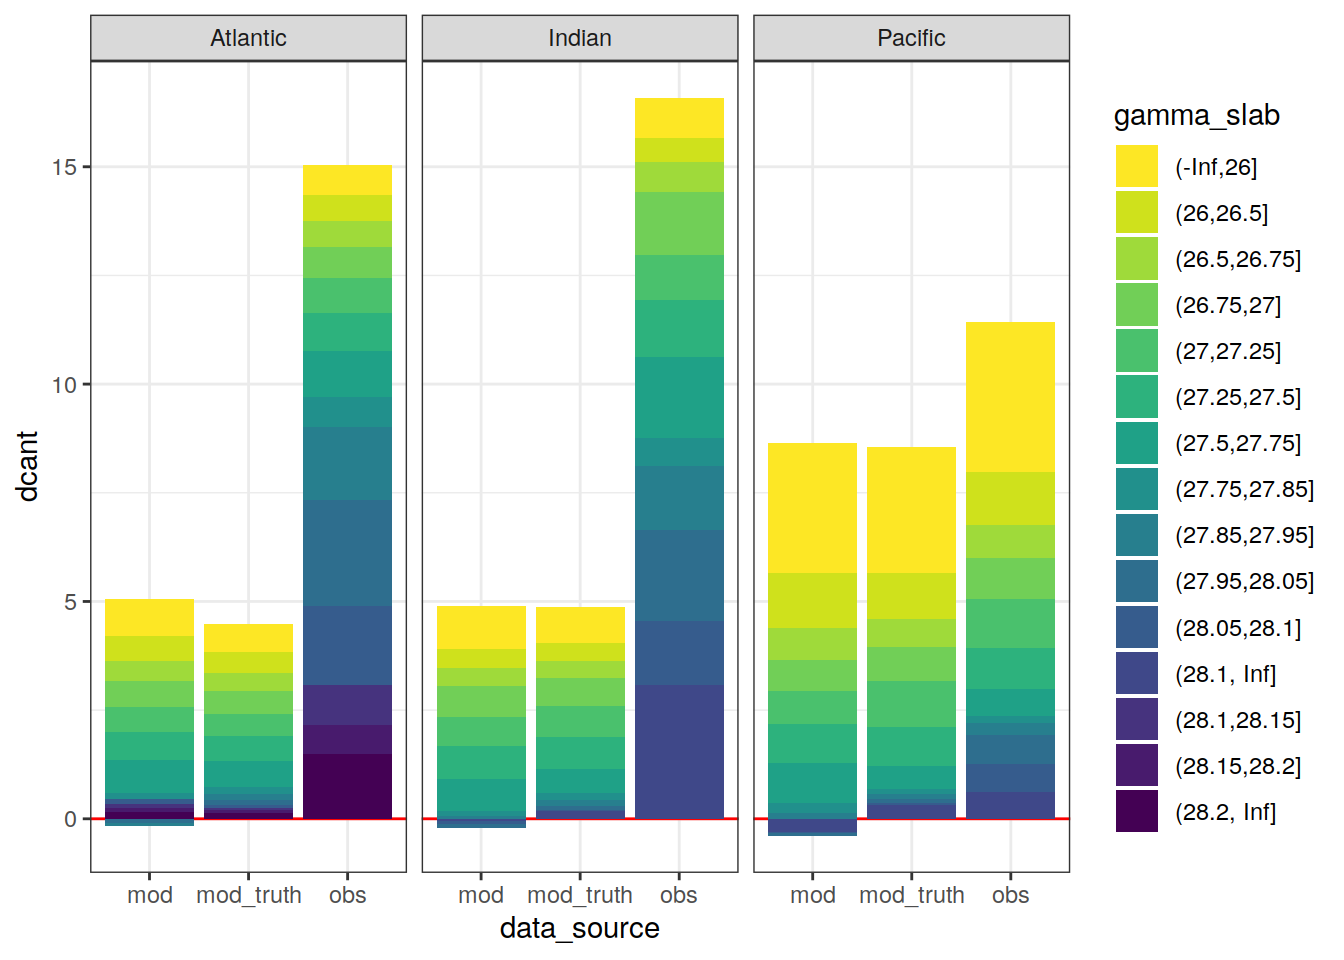 Atlantic
Indian
Pacific
dcant
15
10
5
0
mod
mod_truth
obs
mod
mod_truth
obs
mod
mod_truth
obs
data_source
gamma_slab
(-Inf,26]
(26,26.5]
(26.5,26.75]
(26.75,27]
(27,27.25]
(27.25,27.5]
(27.5,27.75]
(27.75,27.85]
(27.85,27.95]
(27.95,28.05]
(28.05,28.1]
(28.1, Inf]
(28.1,28.15]
(28.15,28.2]
(28.2, Inf]